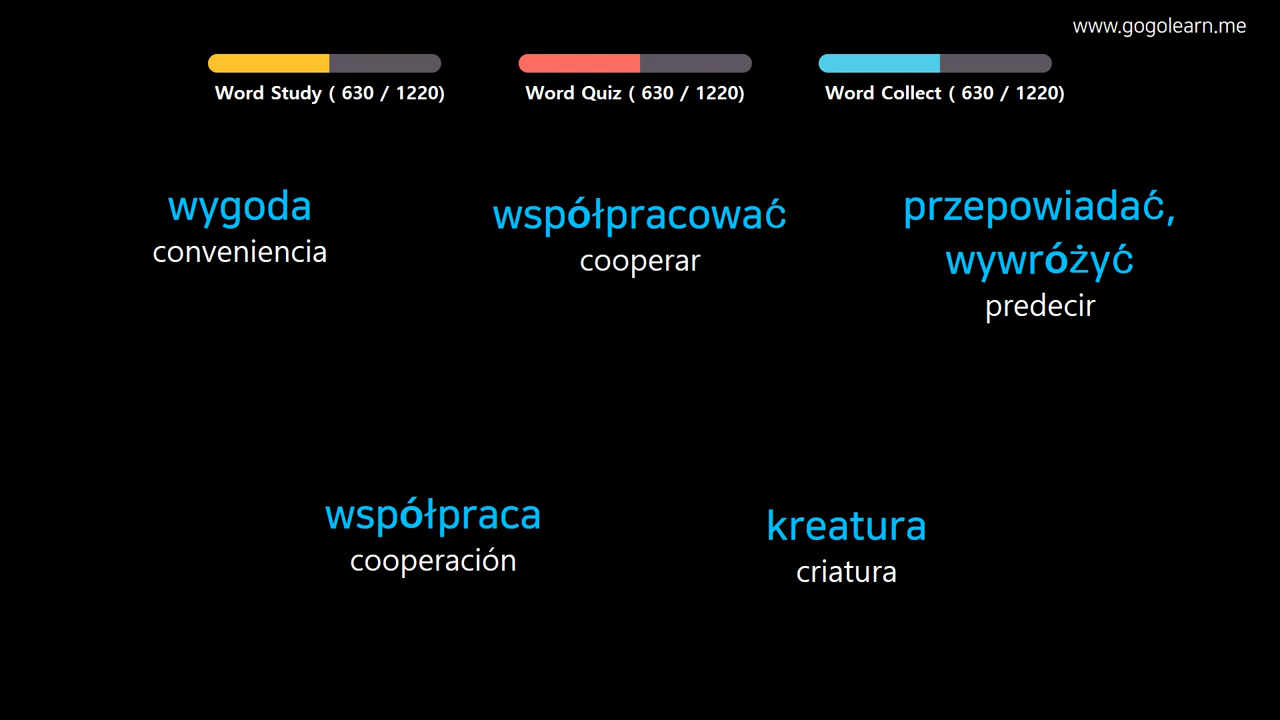 www.gogolearn.me
Word Study ( 630 / 1220)
Word Quiz ( 630 / 1220)
Word Collect ( 630 / 1220)
wygoda
conveniencia
współpracować
cooperar
przepowiadać,
wywróżyć
predecir
współpraca
cooperación
kreatura
criatura